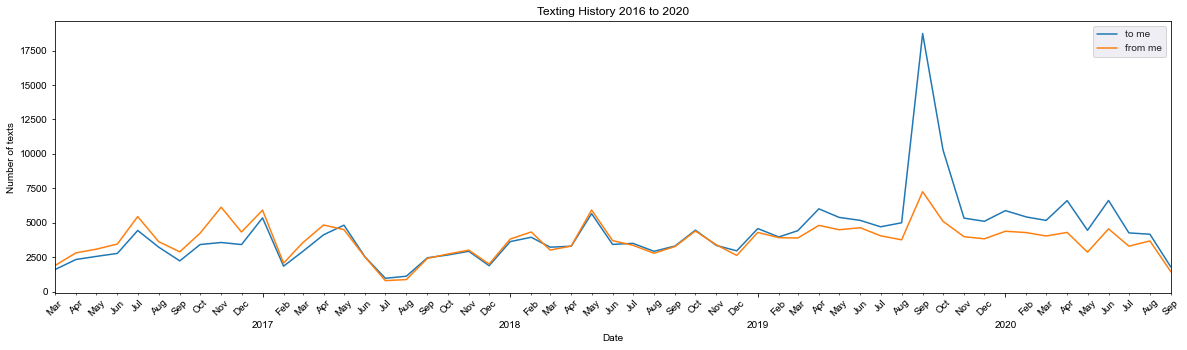 Texting History 2016 to 2020
to me
from me
17500
15000
12500
10000
7500
5000
2500
0
Number of texts
Mar Apr May Jun Jul Aug Sep Oct Nov Dec Feb Mar Apr May Jun Jul Aug Sep Oct Nov Dec Feb Mar Apr May Jun Jul Aug Sep Oct Nov Dec Feb Mar Apr May Jun Jul Aug Sep Oct Nov Dec Feb Mar Apr May Jun Jul Aug Sep
2017 2018 2019 2020
Date